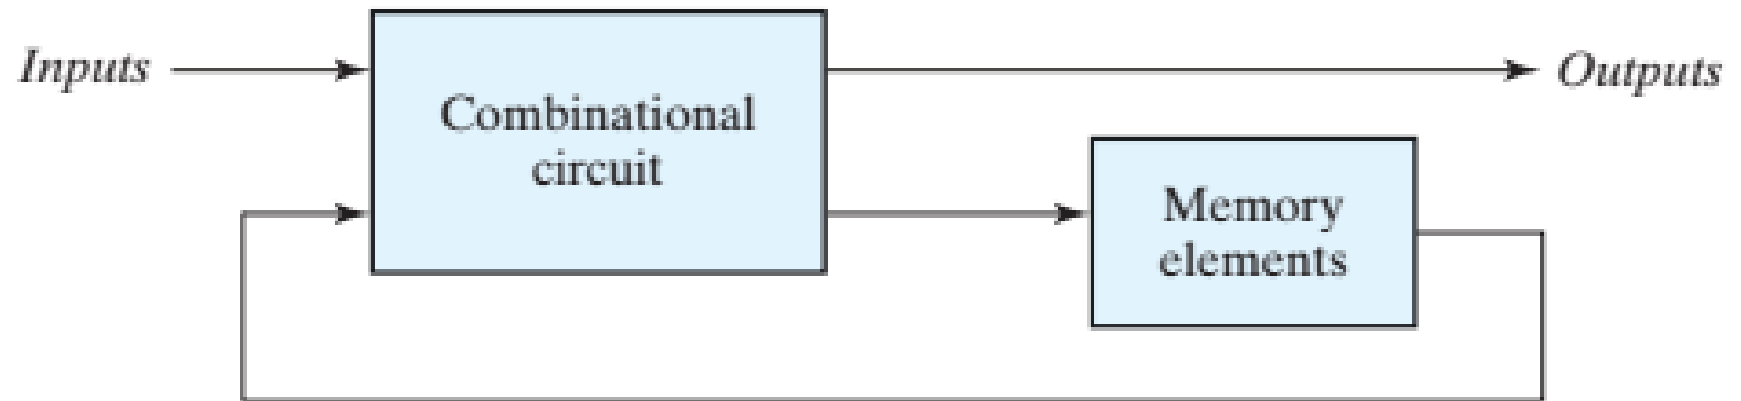 Inputs
Combinational
circuit
Outputs
Memory
elements